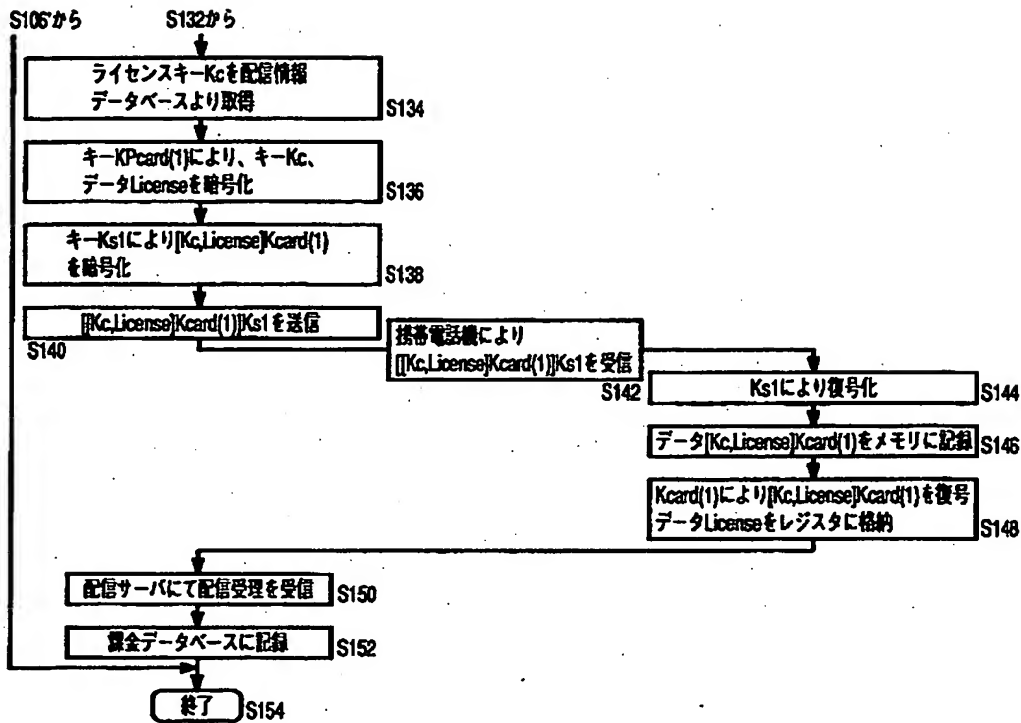 S106から
S132から
ライセンスキーKcを配信情報
データベースより取得
S134
キーKPcard(1)により、キーKc、
データLicenseを暗号化
S136
キーKs1により[Kc,License]Kcard(1)
を暗号化
S138
[[Kc,License]Kcard(1)]Ks1を送信
S140
携帯電話機により
[[Kc,License]Kcard(1)]Ks1を受信
S142
Ks1により復号化
S144
データ[Kc,License]Kcard(1)をメモリに記録
S146
Kcard(1)により[Kc,License]Kcard(1)を復号
データLicenseをレジスタに格納
S148
配信サーバにて配信受理を受信
S150
課金データベースに記録
S152
終了
S154